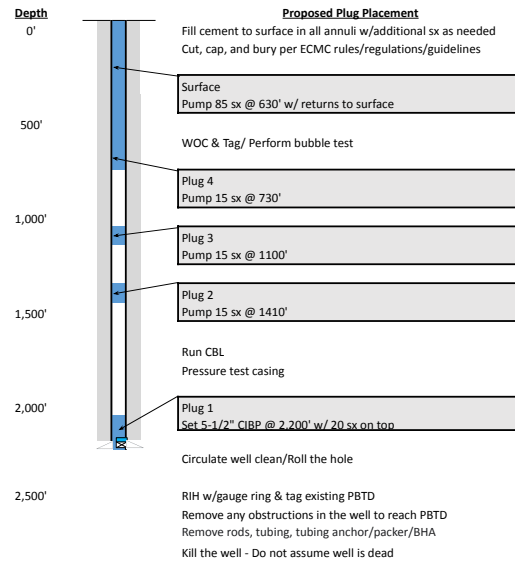 Depth
Proposed Plug Placement
0'
Fill cement to surface in all annuli w/additional sx as needed
Cut, cap, and bury per ECMC rules/regulations/guidelines
Surface
Pump 85 sx @ 630' w/ returns to surface
500'
WOC & Tag/ Perform bubble test
Plug 4
Pump 15 sx @ 730'
1,000'
Plug 3
Pump 15 sx @ 1100'
Plug 2
Pump 15 sx @ 1410'
1,500'
Run CBL
Pressure test casing
2,000'
Plug 1
Set 5-1/2" CIBP @ 2,200' w/ 20 sx on top
Circulate well clean/Roll the hole
2,500'
RIH w/gauge ring & tag existing PBTD
Remove any obstructions in the well to reach PBTD
Remove rods, tubing, tubing anchor/packer/BHA
Kill the well - Do not assume well is dead